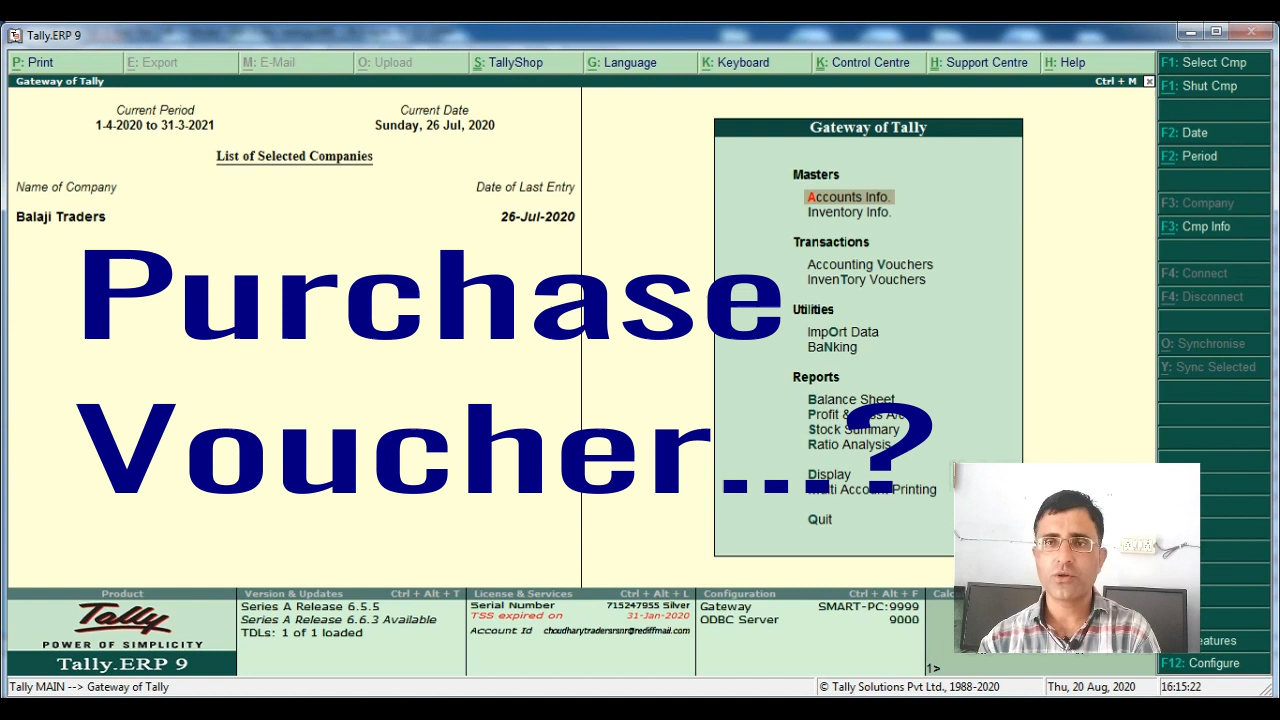 Tally.ERP 9
P: Print
E: Export
M: E-Mail
O: Upload
S: TallyShop
G: Language
K: Keyboard
K: Control Centre
H: Support Centre
H: Help
Gateway of Tally
Ctrl + M
Current Period
1-4-2020 to 31-3-2021
Current Date
Sunday, 26 Jul, 2020
List of Selected Companies
Name of Company
Date of Last Entry
Balaji Traders
26-Jul-2020
Purchase
Voucher...?
Gateway of Tally
Masters
Accounts Info.
Inventory Info.
Transactions
Accounting Vouchers
InvenTory Vouchers
Utilities
ImpOrt Data
BaNking
Reports
Balance Sheet
Profit &
Stock Summary
Ratio Analysis
Display
Account Printing
Quit
F1: Select Cmp
F1: Shut Cmp
F2: Date
F2: Period
F3: Company
F3: Cmp Info
F4: Connect
F4: Disconnect
O: Synchronise
Y: Sync Selected
F12: Configure
Product
Tally
POWER OF SIMPLICITY
Tally.ERP 9
Version & Updates Ctrl + Alt + T
Series A Release 6.5.5
Series A Release 6.6.3 Available
TDLs: 1 of 1 loaded
License & Services Ctrl + Alt + L
Serial Number 715247955 Silver
TSS expired on 31-Jan-2020
Account Id choudharytradersrsnr@rediffmail.com
Configuration Ctrl + Alt + F
Gateway SMART-PC:9999
ODBC Server 9000
1>
Tally MAIN --> Gateway of Tally
© Tally Solutions Pvt Ltd., 1988-2020
Thu, 20 Aug, 2020
16:15:22